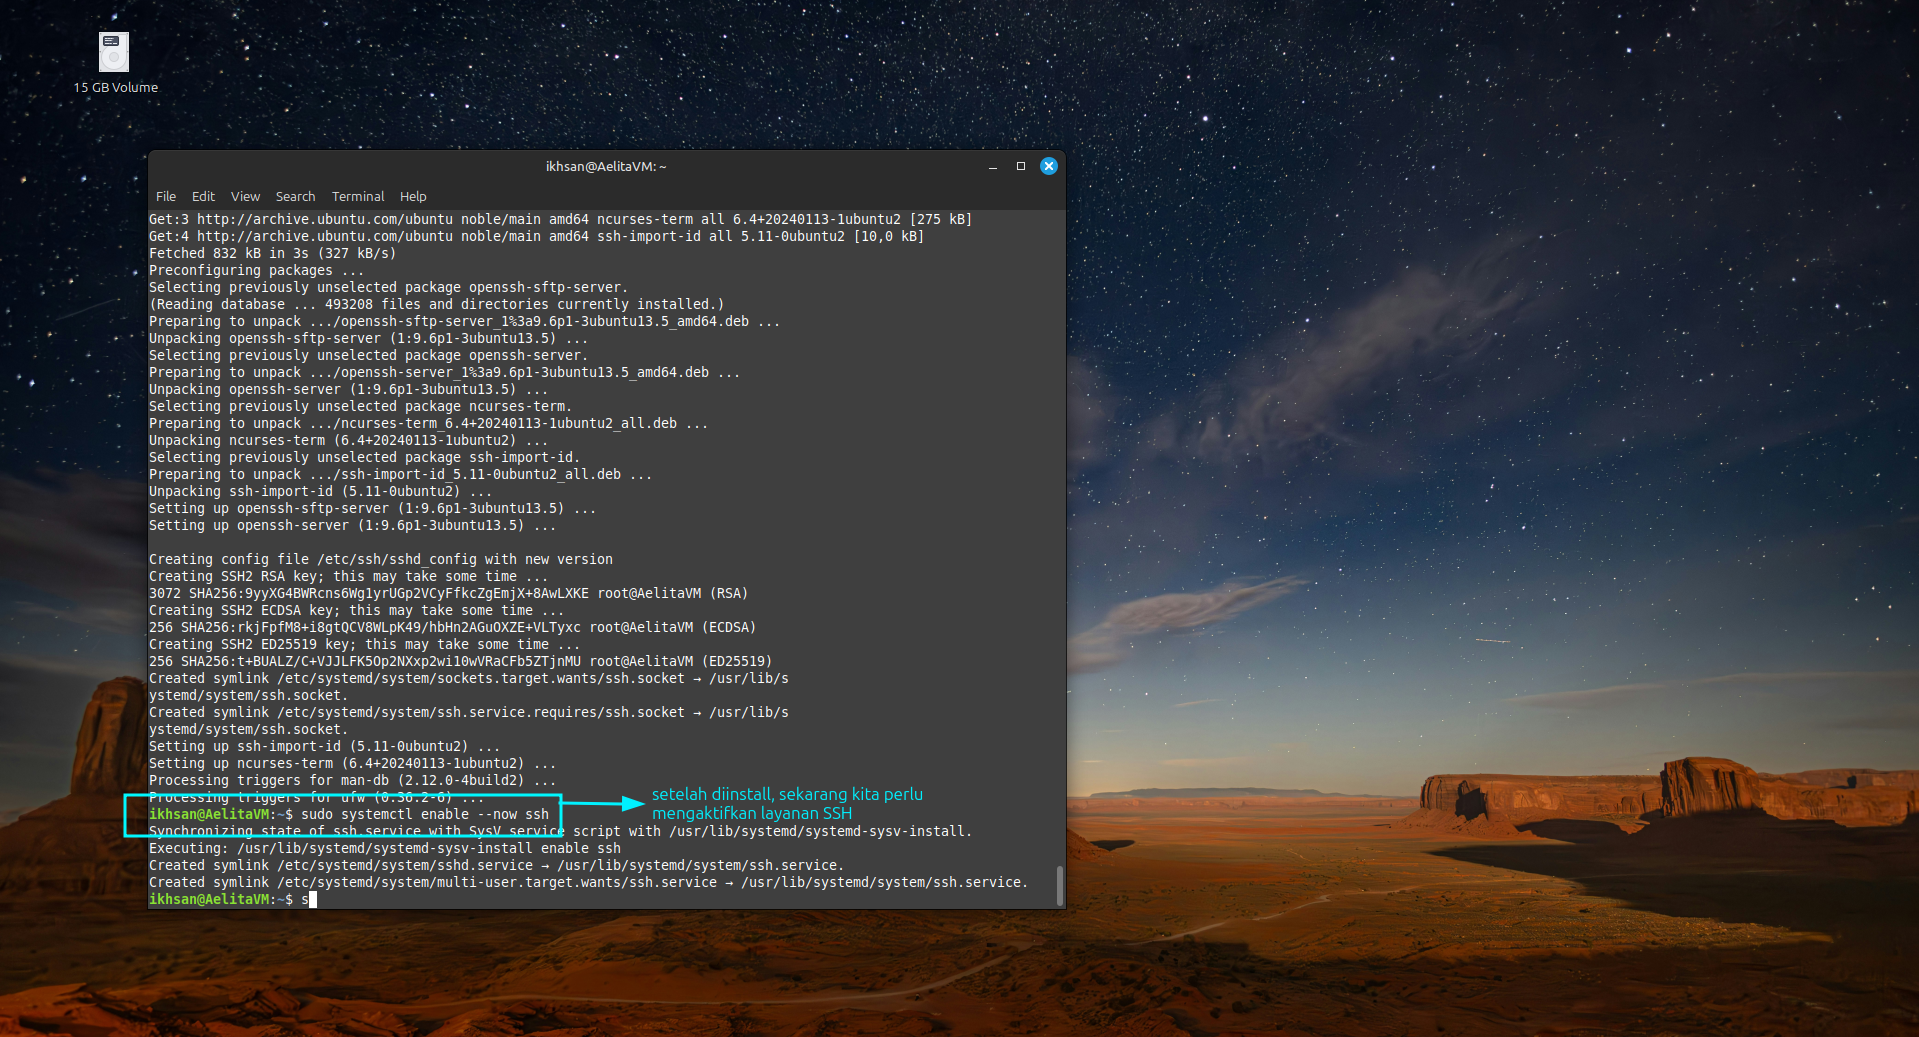 15 GB Volume
ikhsan@AelitaVM: ~
File Edit View Search Terminal Help
Get:3 http://archive.ubuntu.com/ubuntu noble/main amd64 ncurses-term all 6.4+20240113-1ubuntu2 [275 kB]
Get:4 http://archive.ubuntu.com/ubuntu noble/main amd64 ssh-import-id all 5.11-0ubuntu2 [10,0 kB]
Fetched 832 kB in 3s (327 kB/s)
Preconfiguring packages ...
Selecting previously unselected package openssh-sftp-server.
(Reading database ... 493208 files and directories currently installed.)
Preparing to unpack .../openssh-sftp-server_1%3a9.6p1-3ubuntu13.5_amd64.deb ...
Unpacking openssh-sftp-server (1:9.6p1-3ubuntu13.5) ...
Selecting previously unselected package openssh-server.
Preparing to unpack .../openssh-server_1%3a9.6p1-3ubuntu13.5_amd64.deb ...
Unpacking openssh-server (1:9.6p1-3ubuntu13.5) ...
Selecting previously unselected package ncurses-term.
Preparing to unpack .../ncurses-term_6.4+20240113-1ubuntu2_all.deb ...
Unpacking ncurses-term (6.4+20240113-1ubuntu2) ...
Selecting previously unselected package ssh-import-id.
Preparing to unpack .../ssh-import-id_5.11-0ubuntu2_all.deb ...
Unpacking ssh-import-id (5.11-0ubuntu2) ...
Setting up openssh-sftp-server (1:9.6p1-3ubuntu13.5) ...
Setting up openssh-server (1:9.6p1-3ubuntu13.5) ...
Creating config file /etc/ssh/sshd_config with new version
Creating SSH2 RSA key; this may take some time ...
3072 SHA256:9yyXG4BWRcns6Wg1yrUGp2VCyFfkcZgEmjX+8AwLXKE root@AelitaVM (RSA)
Creating SSH2 ECDSA key; this may take some time ...
256 SHA256:rkjFpfM8+i8gtQCV8WLpK49/hbHn2AGuOXZE+VLTyxc root@AelitaVM (ECDSA)
Creating SSH2 ED25519 key; this may take some time ...
256 SHA256:t+BUALZ/C+VJJLFK5Op2NXxp2wi10wVRaCFb5ZTjnMU root@AelitaVM (ED25519)
Created symlink /etc/systemd/system/sockets.target.wants/ssh.socket → /usr/lib/s
ystemd/system/ssh.socket.
Created symlink /etc/systemd/system/ssh.service.requires/ssh.socket → /usr/lib/s
ystemd/system/ssh.socket.
Setting up ssh-import-id (5.11-0ubuntu2) ...
Setting up ncurses-term (6.4+20240113-1ubuntu2) ...
Processing triggers for man-db (2.12.0-4build2) ...
Processing triggers for ufw (0.36.2-6) ...
ikhsan@AelitaVM:~$ sudo systemctl enable --now ssh
setelah diinstall, sekarang kita perlu
mengaktifkan layanan SSH
Synchronizing state of ssh.service with SysV service script with /usr/lib/systemd/systemd-sysv-install.
Executing: /usr/lib/systemd/systemd-sysv-install enable ssh
Created symlink /etc/systemd/system/sshd.service → /usr/lib/systemd/system/ssh.service.
Created symlink /etc/systemd/system/multi-user.target.wants/ssh.service → /usr/lib/systemd/system/ssh.service.
ikhsan@AelitaVM:~$ s